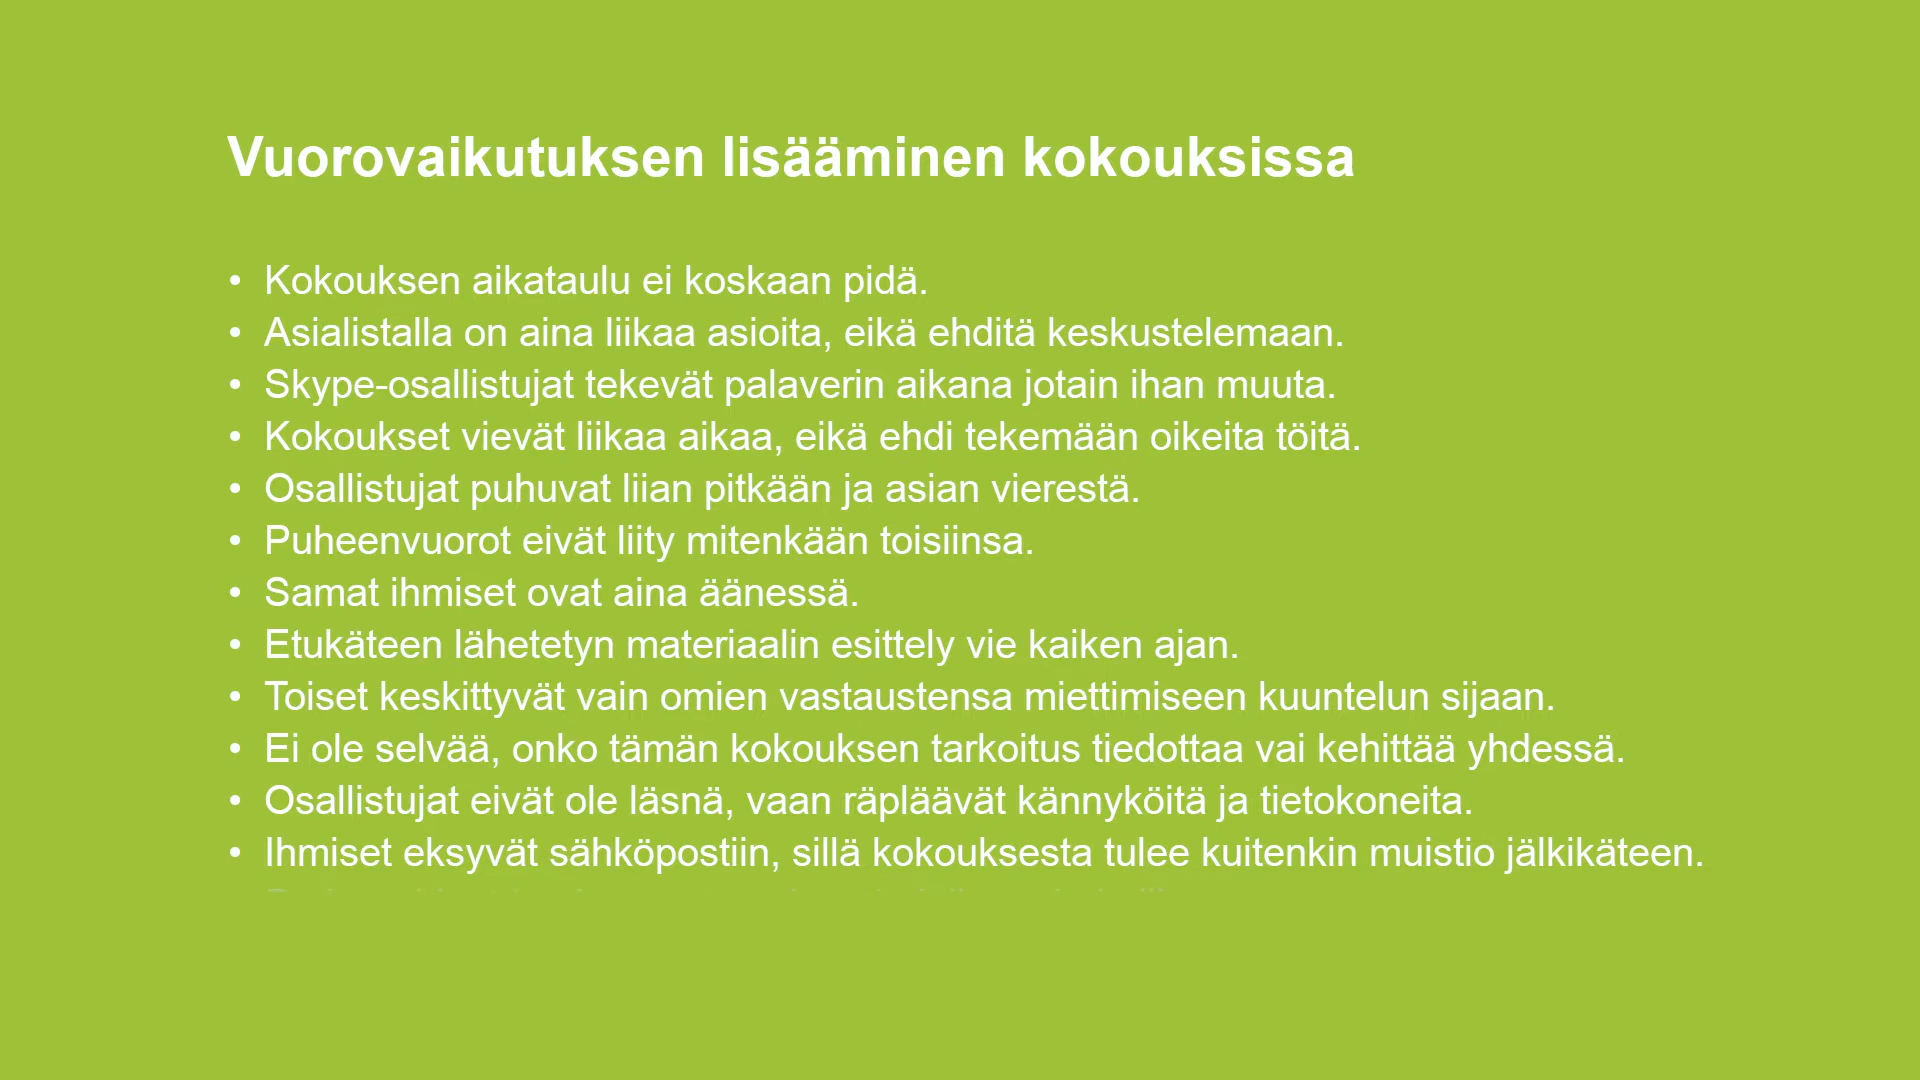 Vuorovaikutuksen lisääminen kokouksissa
• Kokouksen aikataulu ei koskaan pidä.
• Asialistalla on aina liikaa asioita, eikä ehditä keskustelemaan.
• Skype-osallistujat tekevät palaverin aikana jotain ihan muuta.
• Kokoukset vievät liikaa aikaa, eikä ehdi tekemään oikeita töitä.
• Osallistujat puhuvat liian pitkään ja asian vierestä.
• Puheenvuorot eivät liity mitenkään toisiinsa.
• Samat ihmiset ovat aina äänessä.
• Etukäteen lähetetyn materiaalin esittely vie kaiken ajan.
• Toiset keskittyvät vain omien vastaustensa miettimiseen kuuntelun sijaan.
• Ei ole selvää, onko tämän kokouksen tarkoitus tiedottaa vai kehittää yhdessä.
• Osallistujat eivät ole läsnä, vaan räpläävät kännyköitä ja tietokoneita.
• Ihmiset eksyvät sähköpostiin, sillä kokouksesta tulee kuitenkin muistio jälkikäteen.